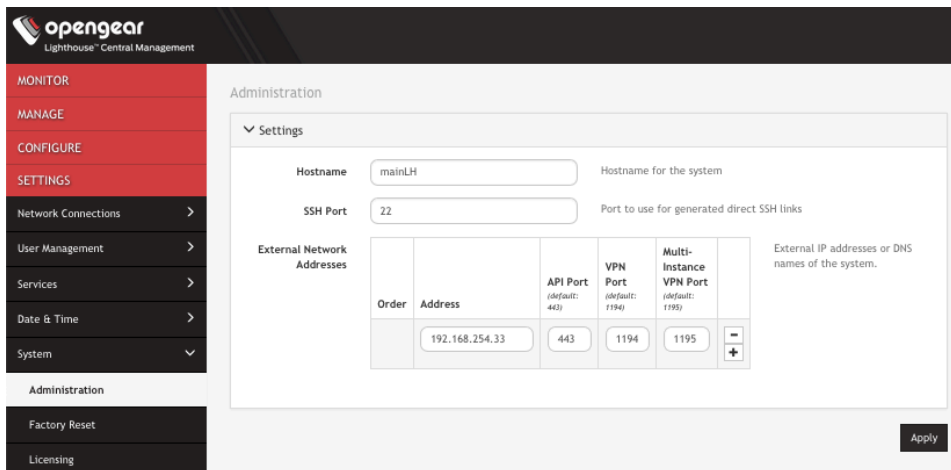 opengear
Lighthouse™ Central Management
MONITOR
MANAGE
CONFIGURE
SETTINGS
Network Connections
User Management
Services
Date & Time
System
Administration
Factory Reset
Licensing
Administration
Settings
Hostname
mainLH
Hostname for the system
SSH Port
22
Port to use for generated direct SSH links
External Network
Addresses
Order
Address
API Port
(default:
443)
VPN
Port
(default:
1194)
Multi-
Instance
VPN Port
(default:
1195)
192.168.254.33
443
1194
1195
External IP addresses or DNS
names of the system.
Apply